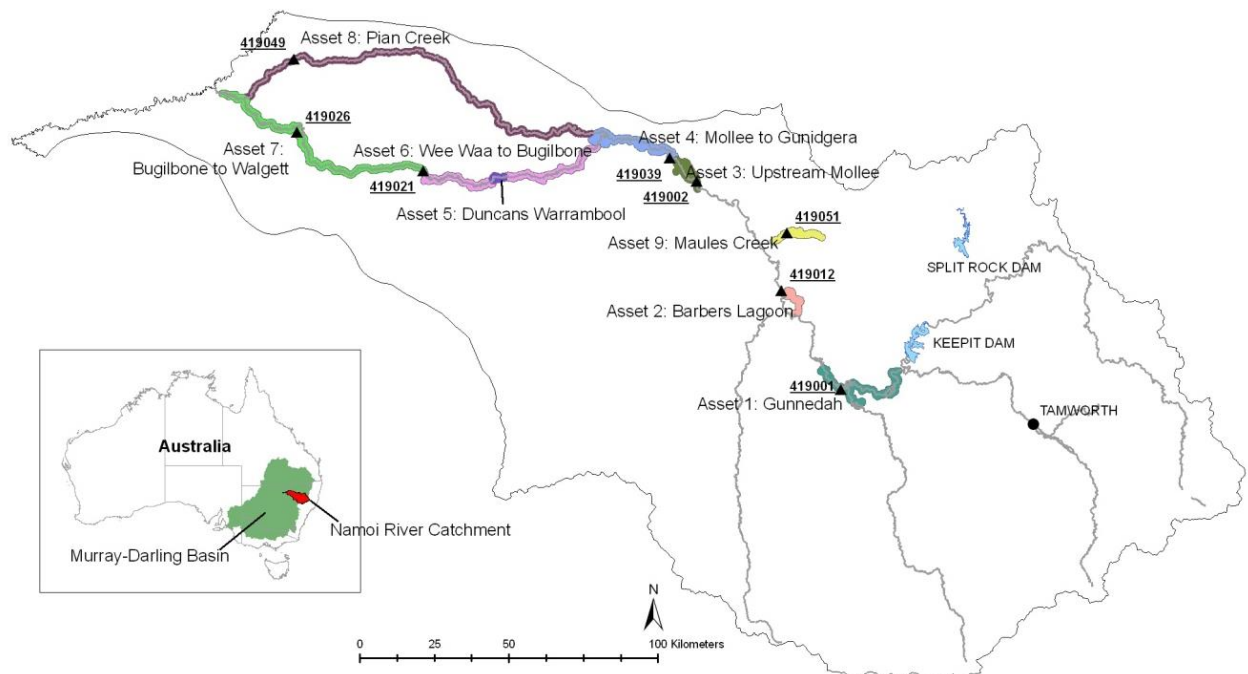 419049
Asset 8: Pian Creek
419026
Asset 7:
Bugilbone to Walgett
Asset 6: Wee Waa to Bugilbone
Asset 4: Mollee to Gunidgera
419021
419039
419002
Asset 3: Upstream Mollee
Asset 5: Duncans Warrambool
419051
Asset 9: Maules Creek
SPLIT ROCK DAM
419012
Asset 2: Barbers Lagoon
KEEPIT DAM
419001
Asset 1: Gunnedah
TAMWORTH
Australia
Namoi River Catchment
Murray-Darling Basin
N
0 25 50 100 Kilometers